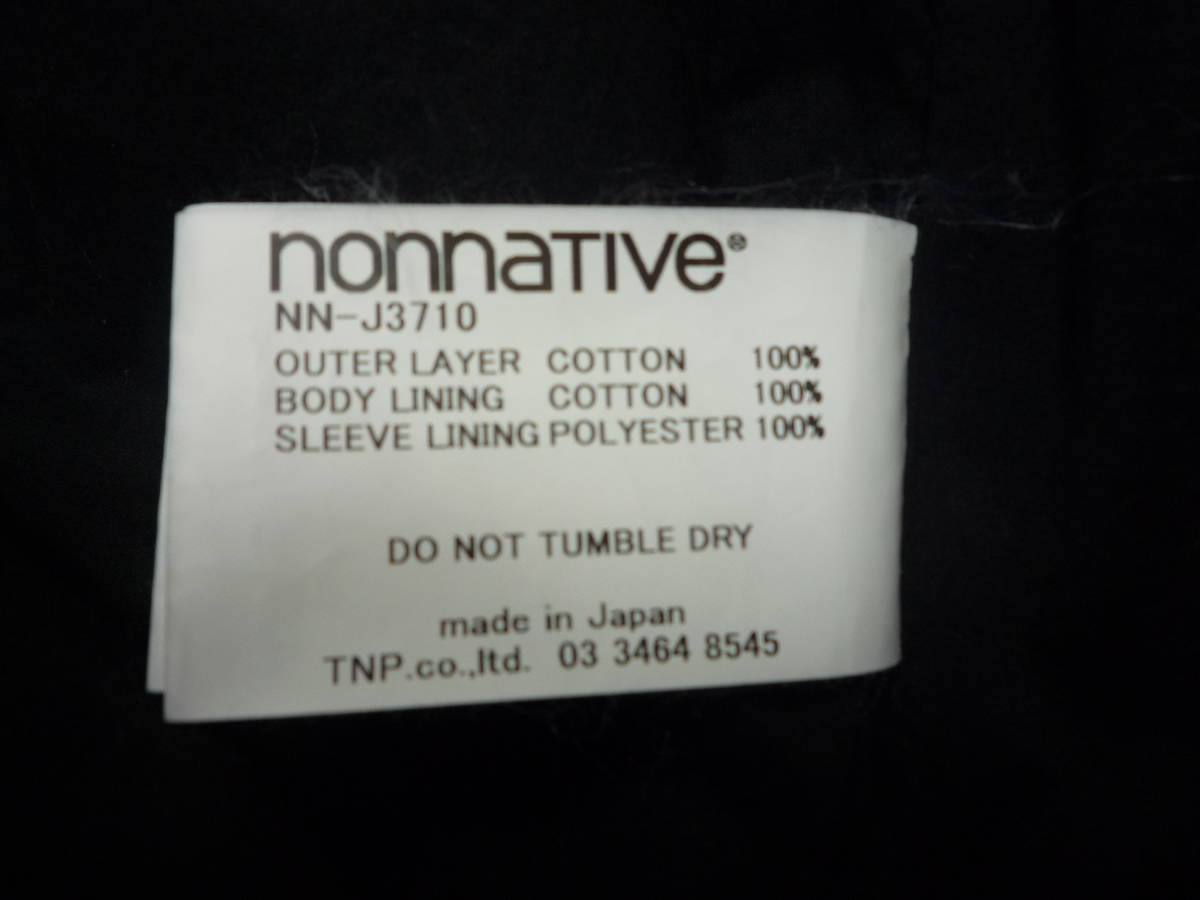 nonnative®
NN-J3710
OUTER LAYER COTTON 100%
BODY LINING COTTON 100%
SLEEVE LINING POLYESTER 100%
DO NOT TUMBLE DRY
made in Japan
TNP.co.,ltd. 03 3464 8545